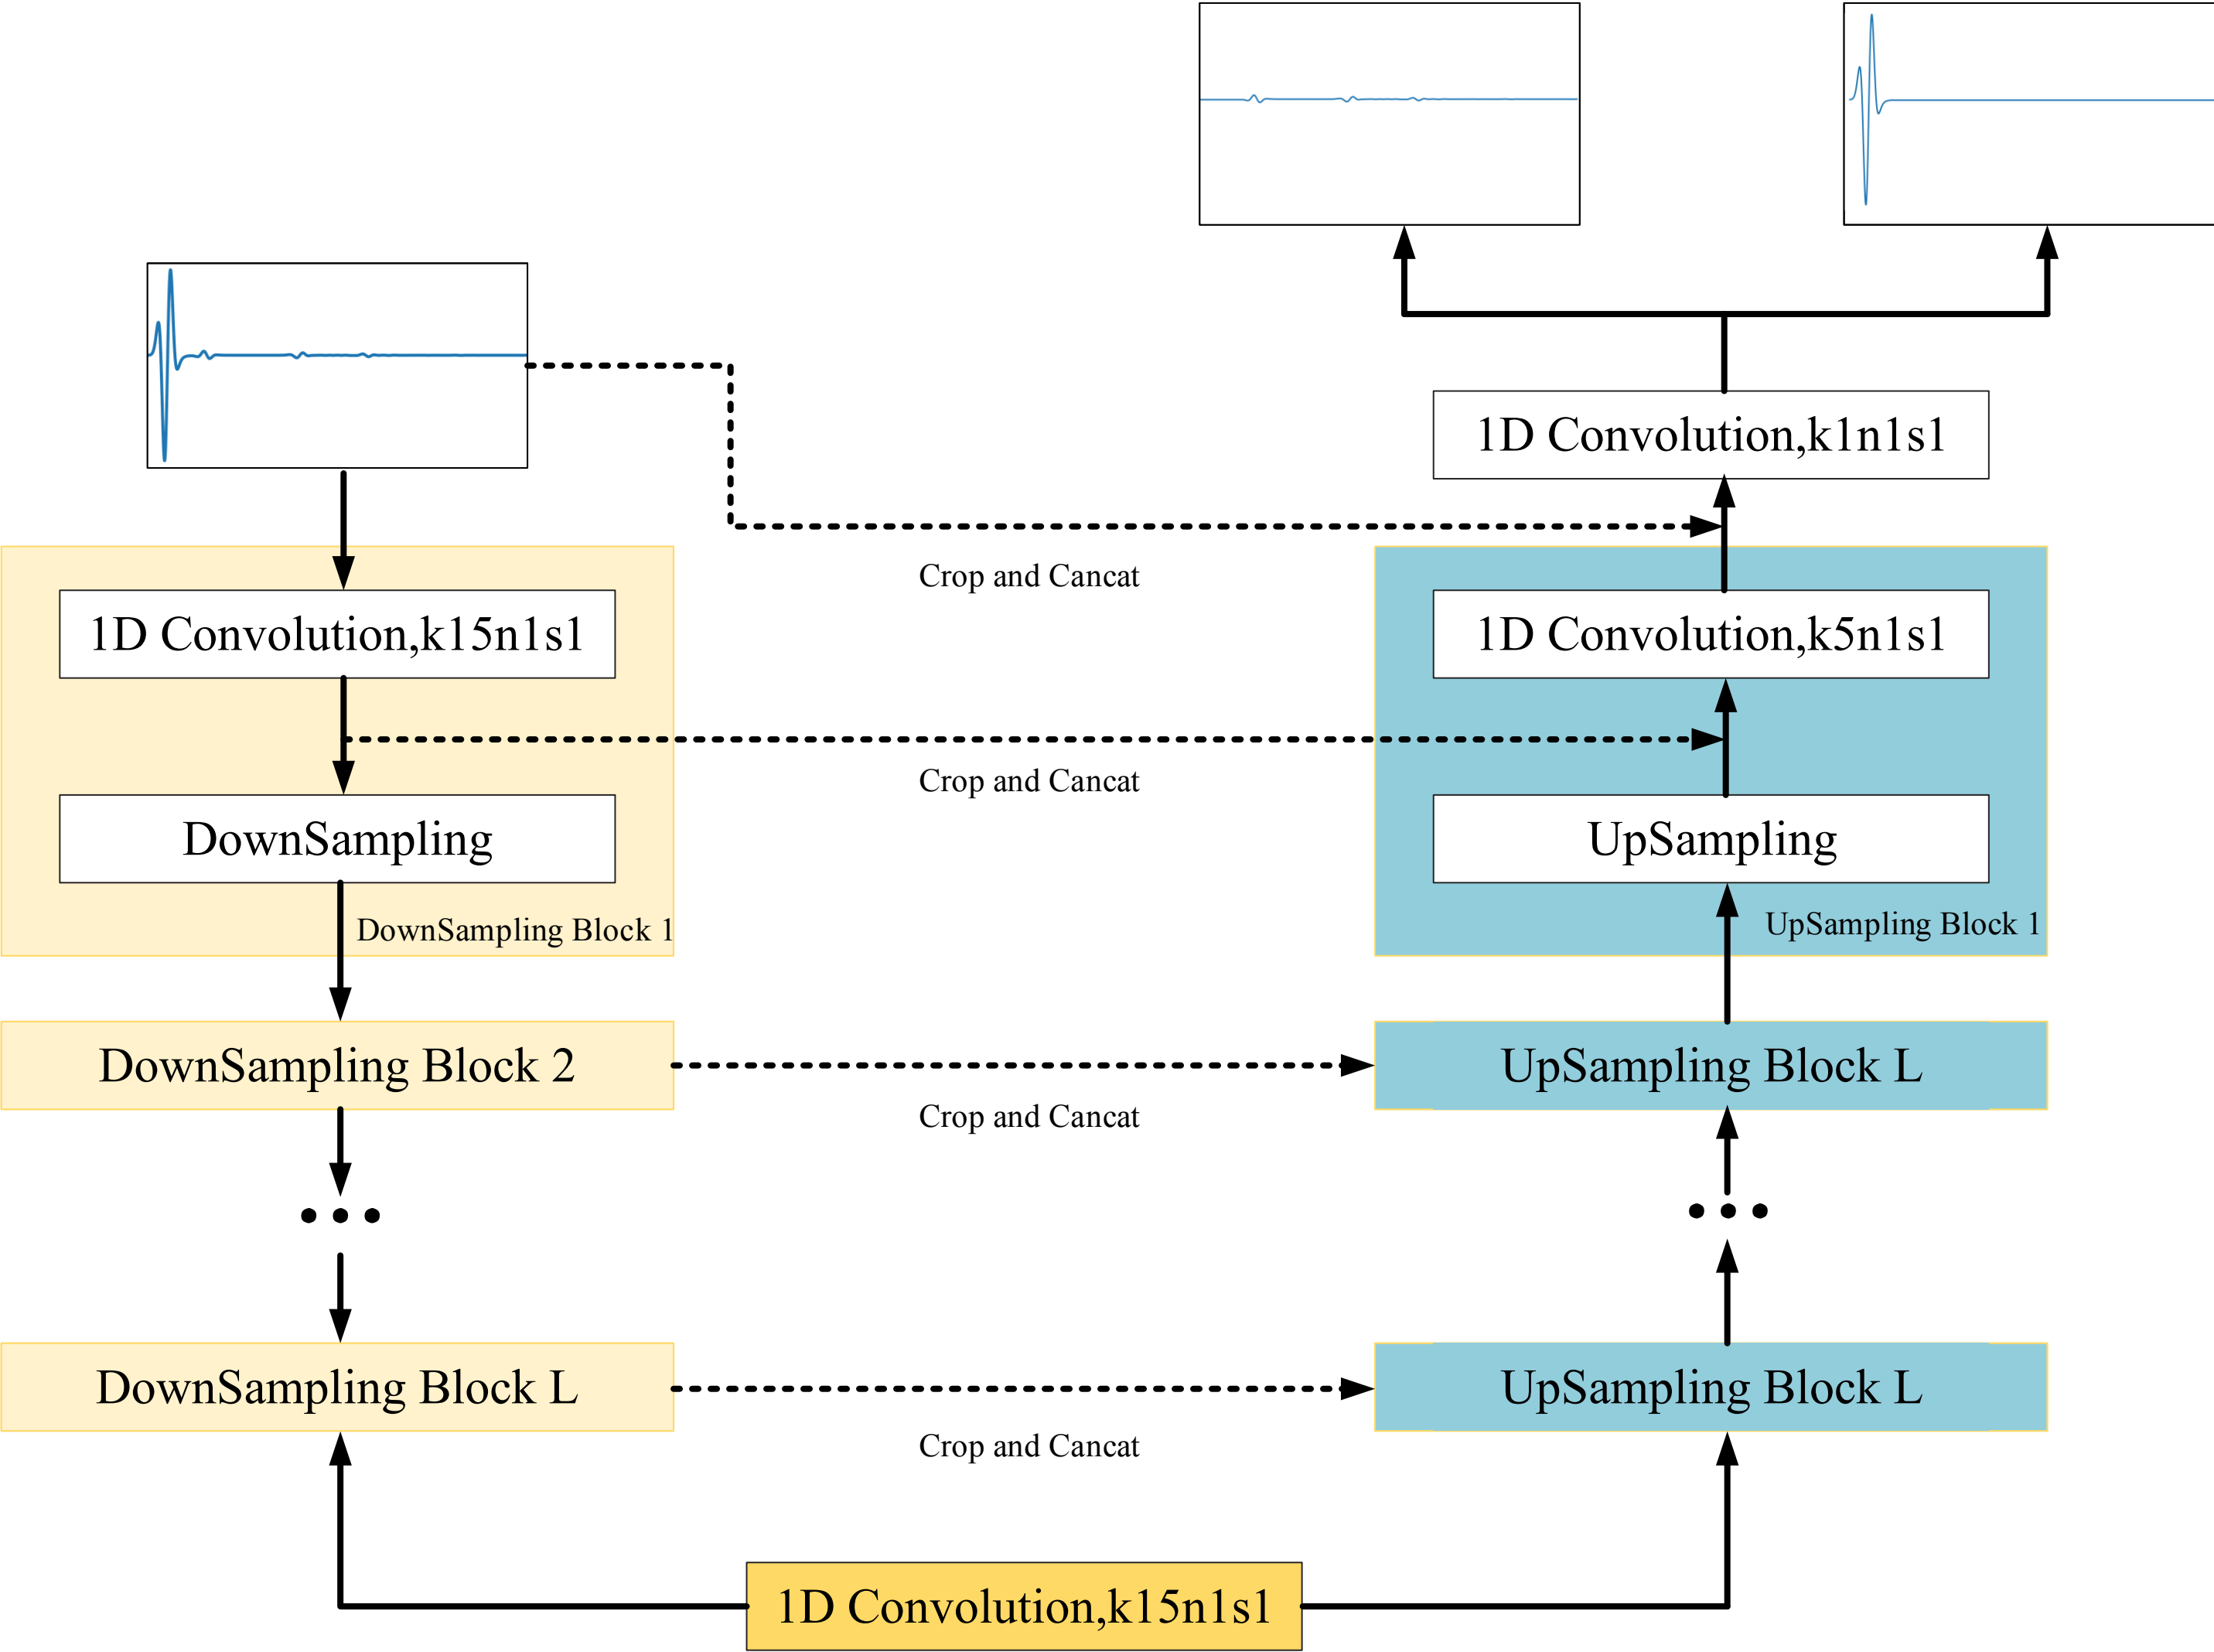 1D Convolution,k1n1s1
Crop and Cancat
1D Convolution,k15n1s1
1D Convolution,k5n1s1
Crop and Cancat
DownSampling
UpSampling
DownSampling Block 1
UpSampling Block 1
DownSampling Block 2
UpSampling Block L
Crop and Cancat
DownSampling Block L
UpSampling Block L
Crop and Cancat
1D Convolution,k15n1s1